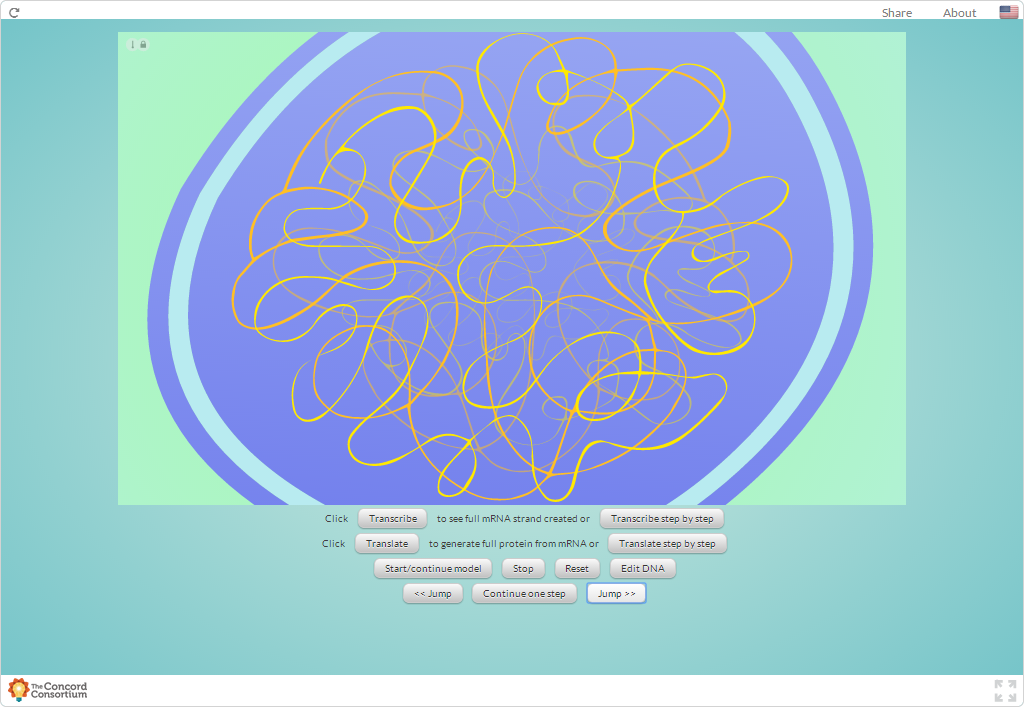 Share About
Click Transcribe to see full mRNA strand created or Transcribe step by step
Click Translate to generate full protein from mRNA or Translate step by step
Start/continue model Stop Reset Edit DNA
<< Jump Continue one step Jump >>
The Concord
Consortium